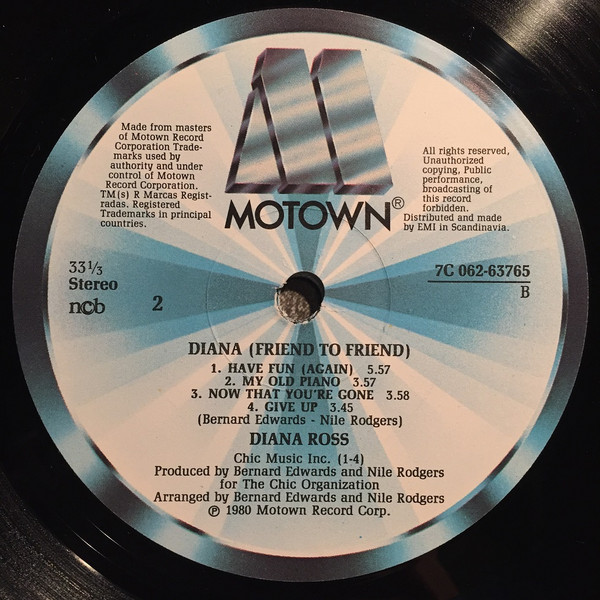 Made from masters
of Motown Record
Corporation Trade-
marks used by
authority and under
control of Motown
Record Corporation.
TM(s) R Marcas Regist-
radas. Registered
Trademarks in principal
countries.
MOTOWN®
All rights reserved,
Unauthorized
copying, Public
performance,
broadcasting of
this record
forbidden.
Distributed and made
by EMI in Scandinavia.
33⅓
Stereo
ncb
2
7C 062-63765
B
DIANA (FRIEND TO FRIEND)
1. HAVE FUN (AGAIN) 5.57
2. MY OLD PIANO 3.57
3. NOW THAT YOU'RE GONE 3.58
4. GIVE UP 3.45
(Bernard Edwards - Nile Rodgers)
DIANA ROSS
Chic Music Inc. (1-4)
Produced by Bernard Edwards and Nile Rodgers
for The Chic Organization
Arranged by Bernard Edwards and Nile Rodgers
℗ 1980 Motown Record Corp.